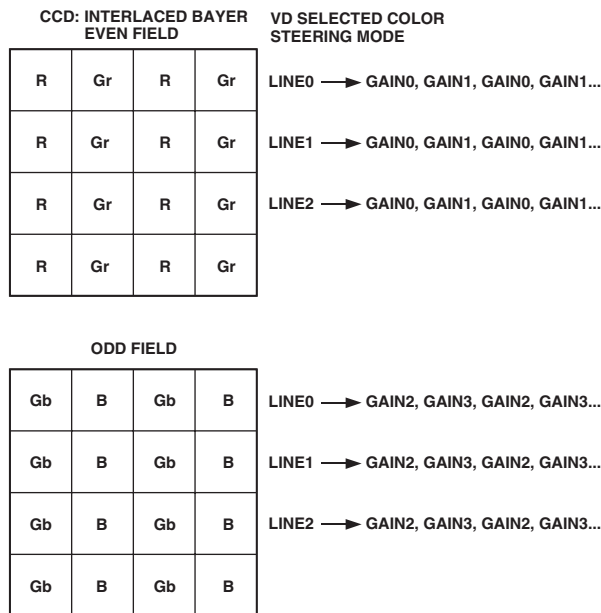 CCD: INTERLACED BAYER
EVEN FIELD
VD SELECTED COLOR
STEERING MODE
R Gr R Gr LINE0 GAIN0, GAIN1, GAIN0, GAIN1...
R Gr R Gr LINE1 GAIN0, GAIN1, GAIN0, GAIN1...
R Gr R Gr LINE2 GAIN0, GAIN1, GAIN0, GAIN1...
R Gr R Gr
ODD FIELD
Gb B Gb B LINE0 GAIN2, GAIN3, GAIN2, GAIN3...
Gb B Gb B LINE1 GAIN2, GAIN3, GAIN2, GAIN3...
Gb B Gb B LINE2 GAIN2, GAIN3, GAIN2, GAIN3...
Gb B Gb B